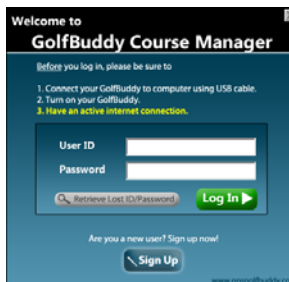 Welcome to
GolfBuddy Course Manager
Before you log in, please be sure to
1. Connect your GolfBuddy to computer using USB cable.
2. Turn on your GolfBuddy.
3. Have an active internet connection.
User ID
Password
Retrieve Lost ID/Password
Log In
Are you a new user? Sign up now!
Sign Up